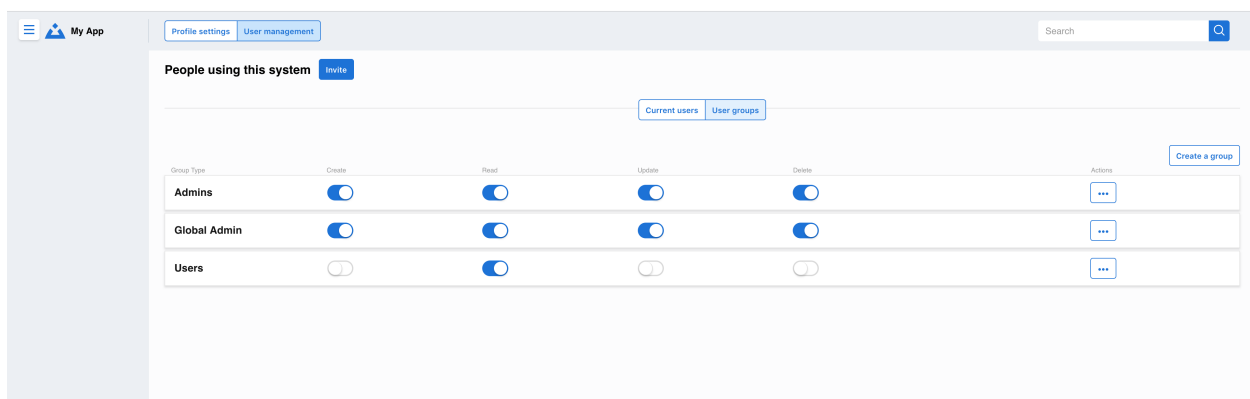 My App
Profile settings User management
Search
People using this system Invite
Current users User groups
Create a group
Group Type Create Read Update Delete Actions
Admins
Global Admin
Users